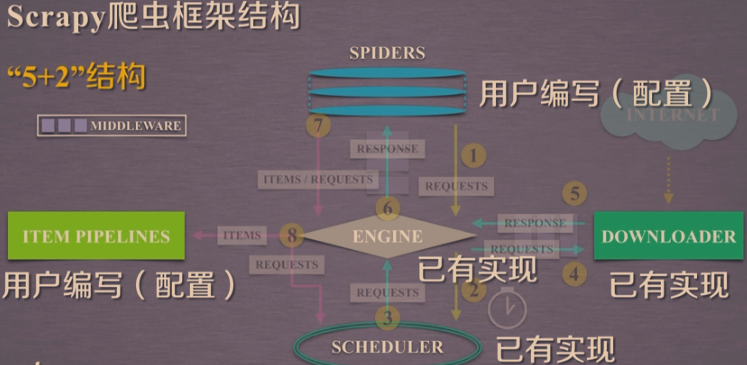 Scrapy爬虫框架结构
“5+2”结构
SPIDERS
用户编写（配置）
MIDDLEWARE
INTERNET
7
RESPONSE
1
ITEMS / REQUESTS
REQUESTS
5
6
RESPONSE
ITEM PIPELINES
ITEMS
8
ENGINE
REQUESTS
DOWNLOADER
用户编写（配置）
REQUESTS
已有实现
4
已有实现
REQUESTS
2
3
SCHEDULER
已有实现